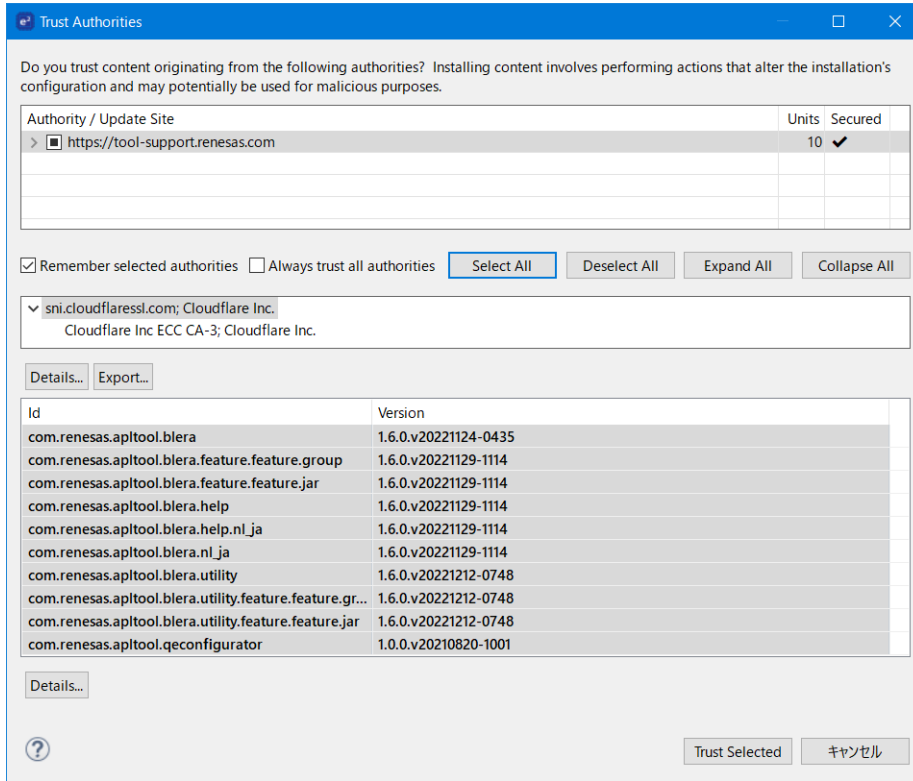 e² Trust Authorities
Do you trust content originating from the following authorities? Installing content involves performing actions that alter the installation's
configuration and may potentially be used for malicious purposes.
Authority / Update Site Units Secured
https://tool-support.renesas.com 10 ✔
Remember selected authorities Always trust all authorities Select All Deselect All Expand All Collapse All
sni.cloudflaressl.com; Cloudflare Inc.
Cloudflare Inc ECC CA-3; Cloudflare Inc.
Details... Export...
Id Version
com.renesas.apltool.blera 1.6.0.v20221124-0435
com.renesas.apltool.blera.feature.feature.group 1.6.0.v20221129-1114
com.renesas.apltool.blera.feature.feature.jar 1.6.0.v20221129-1114
com.renesas.apltool.blera.help 1.6.0.v20221129-1114
com.renesas.apltool.blera.help.nl_ja 1.6.0.v20221129-1114
com.renesas.apltool.blera.nl_ja 1.6.0.v20221129-1114
com.renesas.apltool.blera.utility 1.6.0.v20221212-0748
com.renesas.apltool.blera.utility.feature.feature.gr... 1.6.0.v20221212-0748
com.renesas.apltool.blera.utility.feature.feature.jar 1.6.0.v20221212-0748
com.renesas.apltool.qeconfigurator 1.0.0.v20210820-1001
Details...
? Trust Selected キャンセル